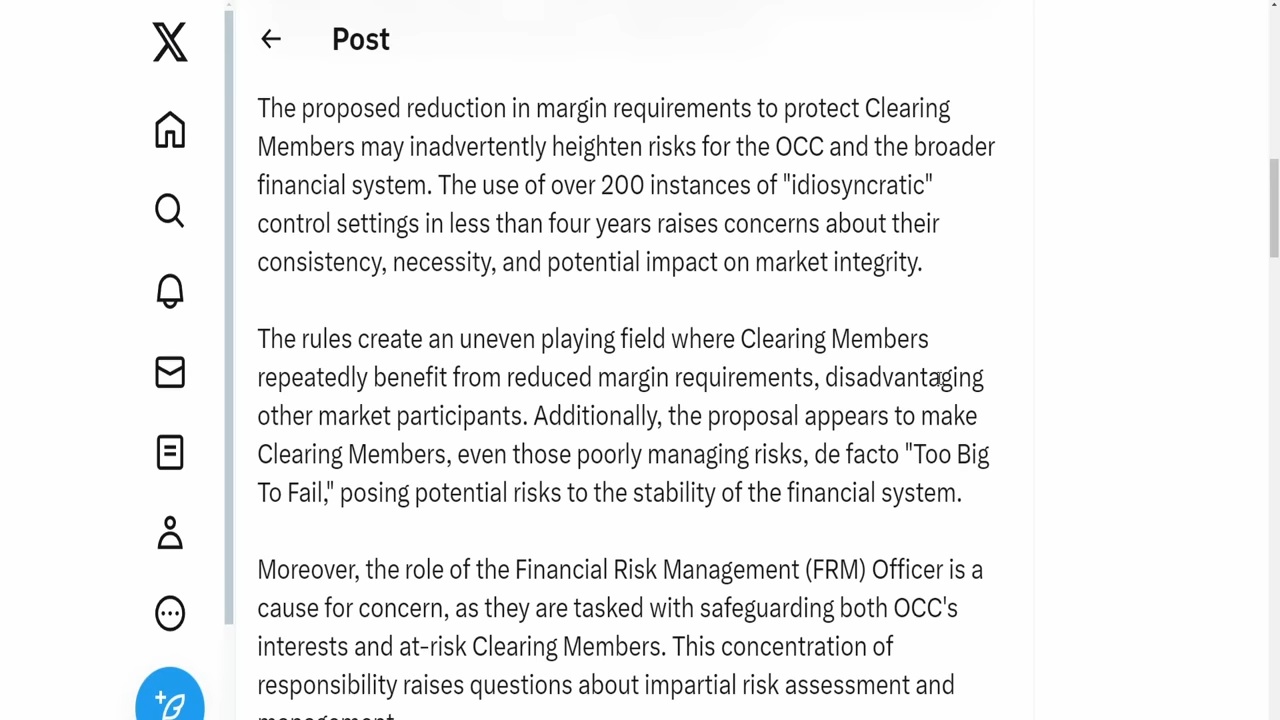 Post
The proposed reduction in margin requirements to protect Clearing
Members may inadvertently heighten risks for the OCC and the broader
financial system. The use of over 200 instances of "idiosyncratic"
control settings in less than four years raises concerns about their
consistency, necessity, and potential impact on market integrity.
The rules create an uneven playing field where Clearing Members
repeatedly benefit from reduced margin requirements, disadvantaging
other market participants. Additionally, the proposal appears to make
Clearing Members, even those poorly managing risks, de facto "Too Big
To Fail," posing potential risks to the stability of the financial system.
Moreover, the role of the Financial Risk Management (FRM) Officer is a
cause for concern, as they are tasked with safeguarding both OCC's
interests and at-risk Clearing Members. This concentration of
responsibility raises questions about impartial risk assessment and
management.